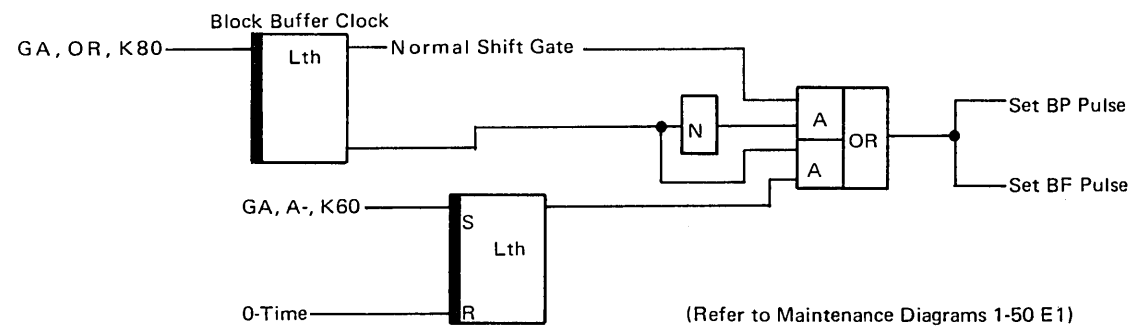 Block Buffer Clock
GA, OR, K80
Lth
Normal Shift Gate
N
A
OR
A
Set BP Pulse
Set BF Pulse
GA, A-, K60
S
Lth
0-Time
R
(Refer to Maintenance Diagrams 1-50 E1)